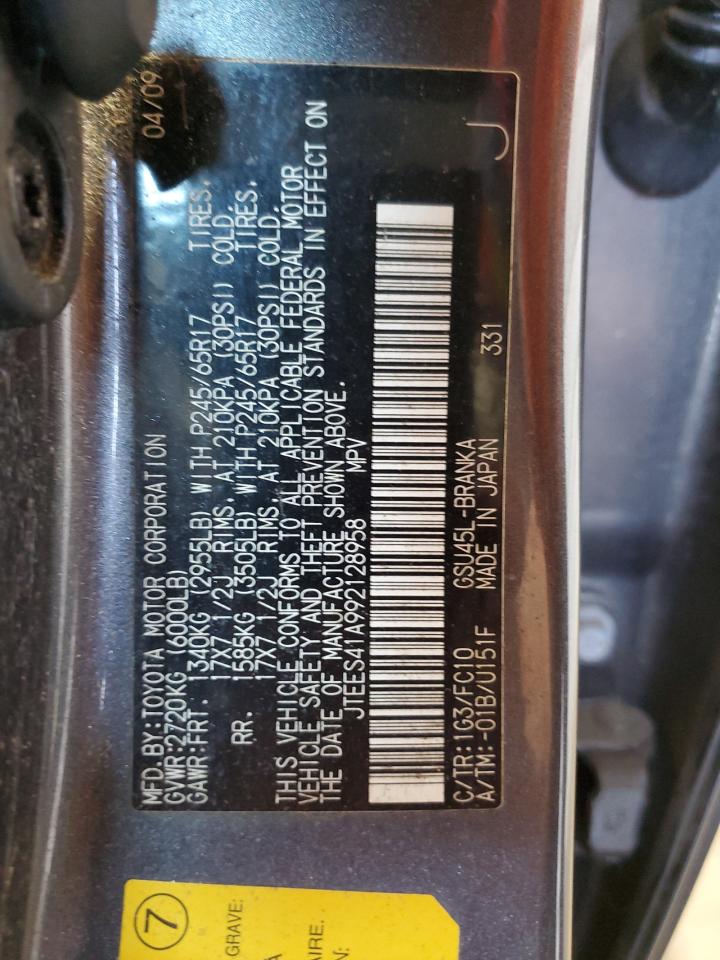 MFD.BY:TOYOTA MOTOR CORPORATION 04/09
GVWR:2720KG (6000LB)
GAWR:FRT. 1340KG (2955LB) WITH P245/65R17 TIRES,
17X7 1/2J RIMS, AT 210KPA (30PSI) COLD.
RR. 1585KG (3505LB) WITH P245/65R17 TIRES,
17X7 1/2J RIMS, AT 210KPA (30PSI) COLD.
THIS VEHICLE CONFORMS TO ALL APPLICABLE FEDERAL MOTOR
VEHICLE SAFETY AND THEFT PREVENTION STANDARDS IN EFFECT ON
THE DATE OF MANUFACTURE SHOWN ABOVE.
JTEES41A992128958 MPV
C/TR:1G3/FC10 GSU45L-BRANKA 331 J
A/TM:-01B/U151F MADE IN JAPAN
7
GRAVE:
AIRE.
N: